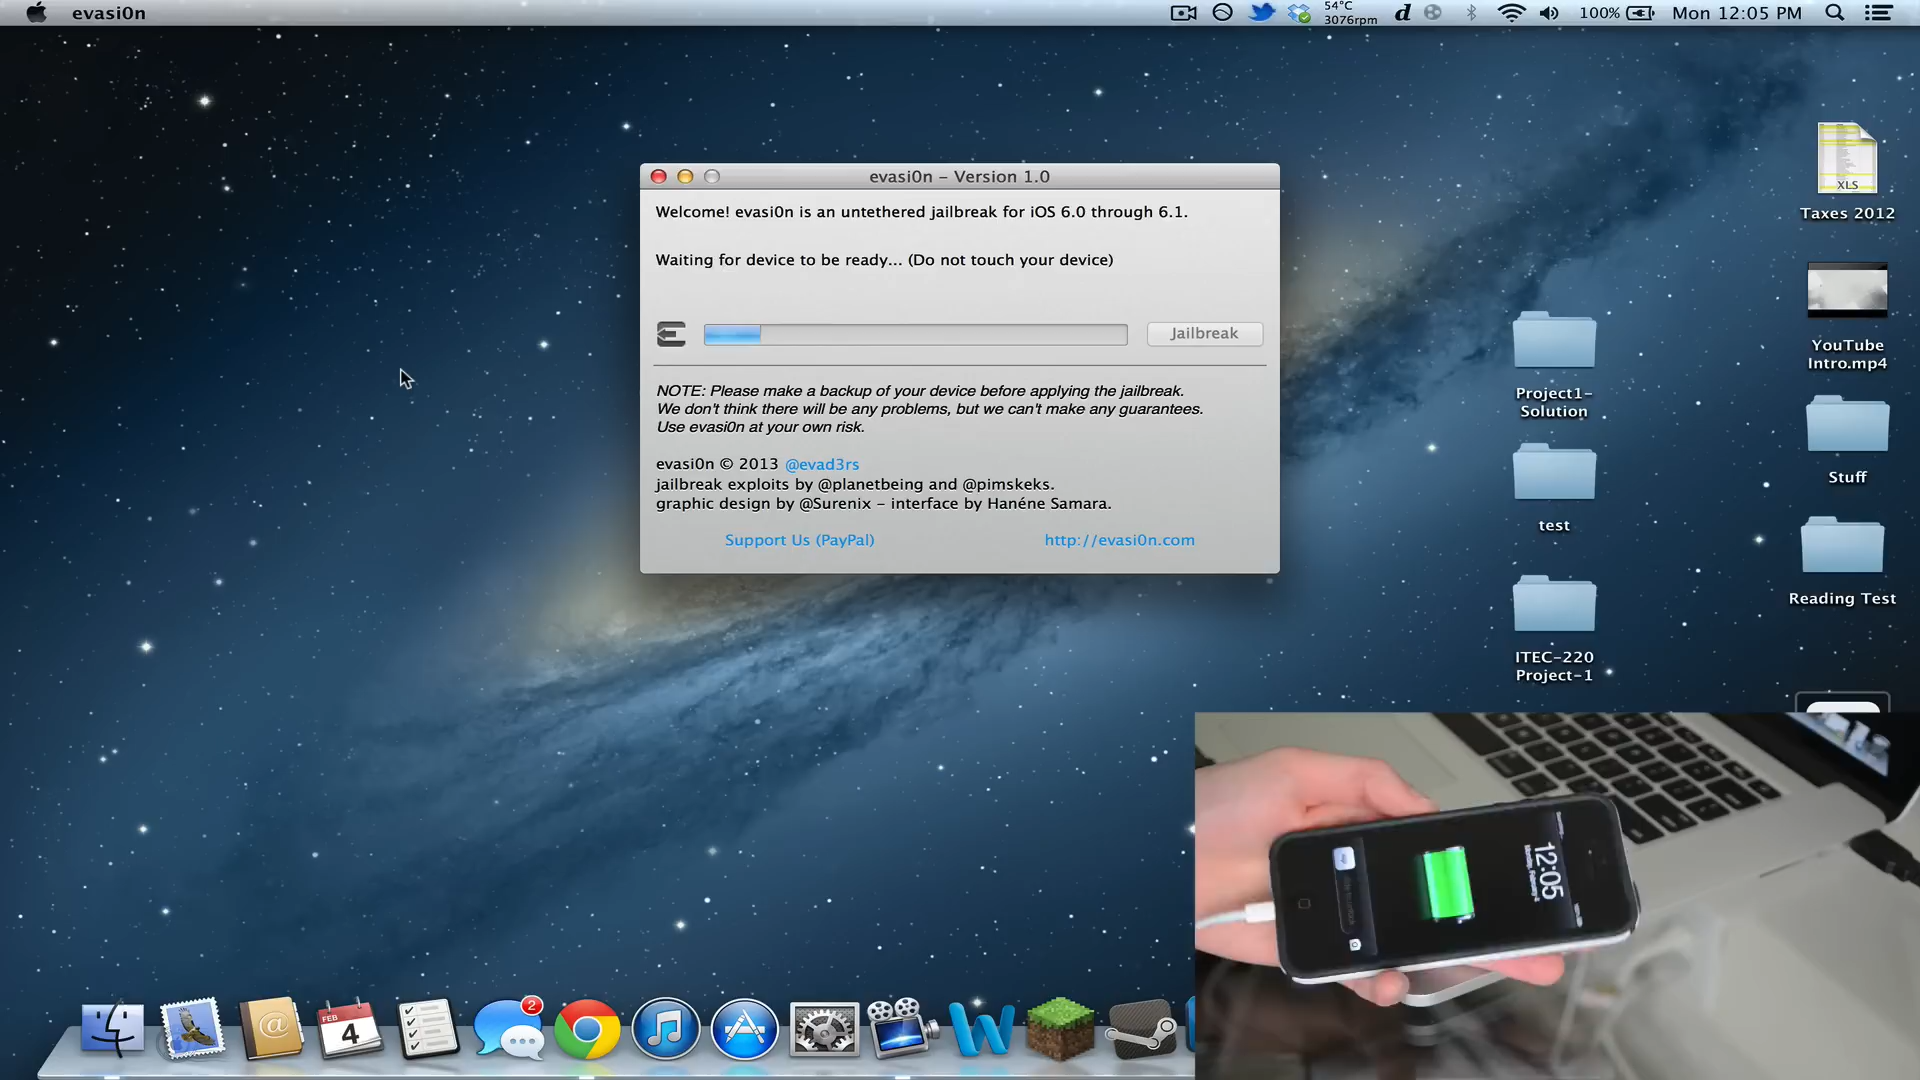 evasi0n
54°C
3076rpm
100%
Mon 12:05 PM
evasi0n – Version 1.0
Welcome! evasi0n is an untethered jailbreak for iOS 6.0 through 6.1.
Waiting for device to be ready... (Do not touch your device)
Jailbreak
NOTE: Please make a backup of your device before applying the jailbreak.
We don't think there will be any problems, but we can't make any guarantees.
Use evasi0n at your own risk.
evasi0n © 2013 @evad3rs
jailbreak exploits by @planetbeing and @pimskeks.
graphic design by @Surenix – interface by Hanéne Samara.
Support Us (PayPal)
http://evasi0n.com
XLS
Taxes 2012
YouTube
Intro.mp4
Project1-
Solution
Stuff
test
Reading Test
ITEC-220
Project-1
12:05
FEB
4
2